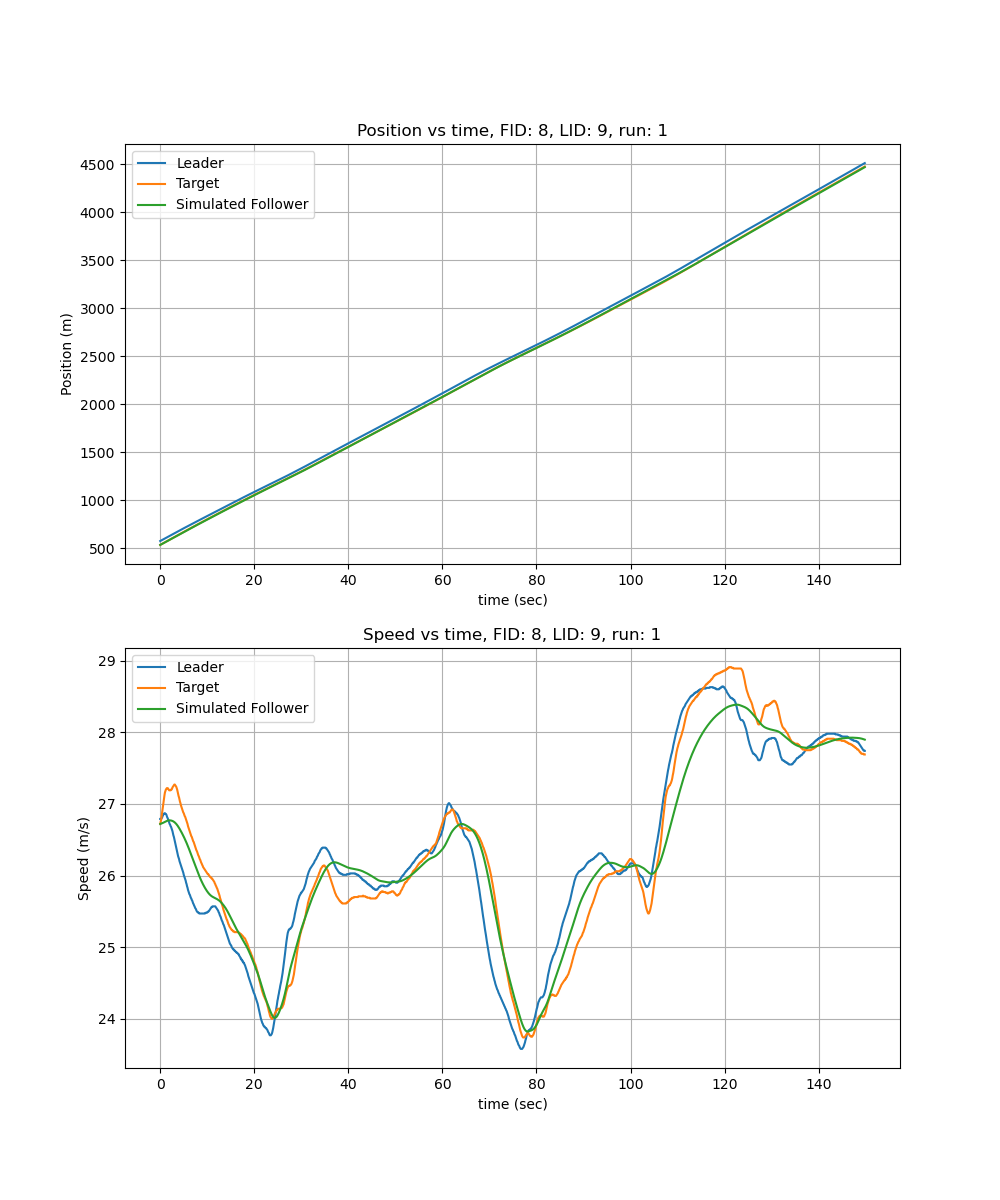 Position vs time, FID: 8, LID: 9, run: 1
Leader
Target
Simulated Follower
4500
4000
3500
3000
2500
2000
1500
1000
500
Position (m)
0 20 40 60 80 100 120 140
time (sec)
Speed vs time, FID: 8, LID: 9, run: 1
Leader
Target
Simulated Follower
29
28
27
26
25
24
Speed (m/s)
0 20 40 60 80 100 120 140
time (sec)